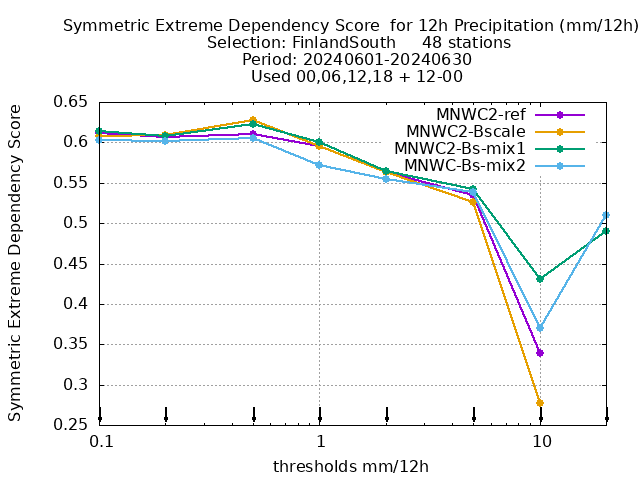 Symmetric Extreme Dependency Score  for 12h Precipitation (mm/12h)
Selection: FinlandSouth     48 stations
Period: 20240601-20240630
Used 00,06,12,18 + 12-00
Symmetric Extreme Dependency Score
0.65
0.6
0.55
0.5
0.45
0.4
0.35
0.3
0.25
MNWC2-ref
MNWC2-Bscale
MNWC2-Bs-mix1
MNWC-Bs-mix2
0.1
1
10
thresholds mm/12h